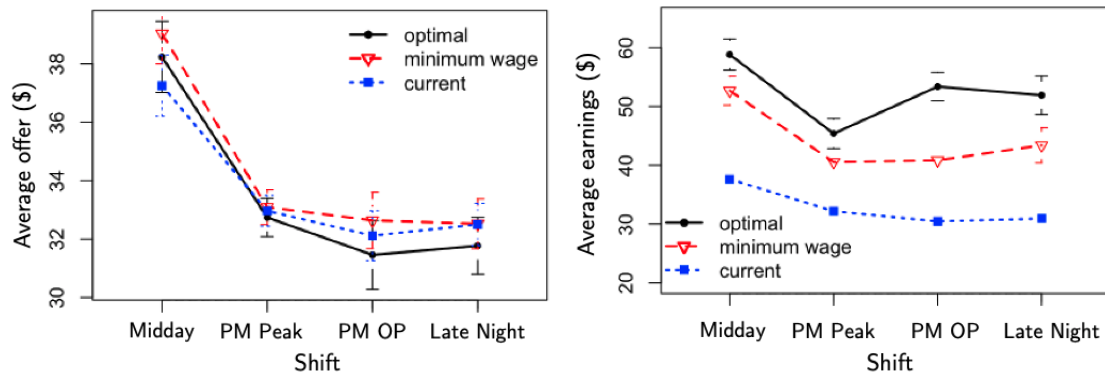 Average offer ($)
38
36
34
32
30
optimal
minimum wage
current
Midday PM Peak PM OP Late Night
Shift
Average earnings ($)
60
50
40
30
20
optimal
minimum wage
current
Midday PM Peak PM OP Late Night
Shift